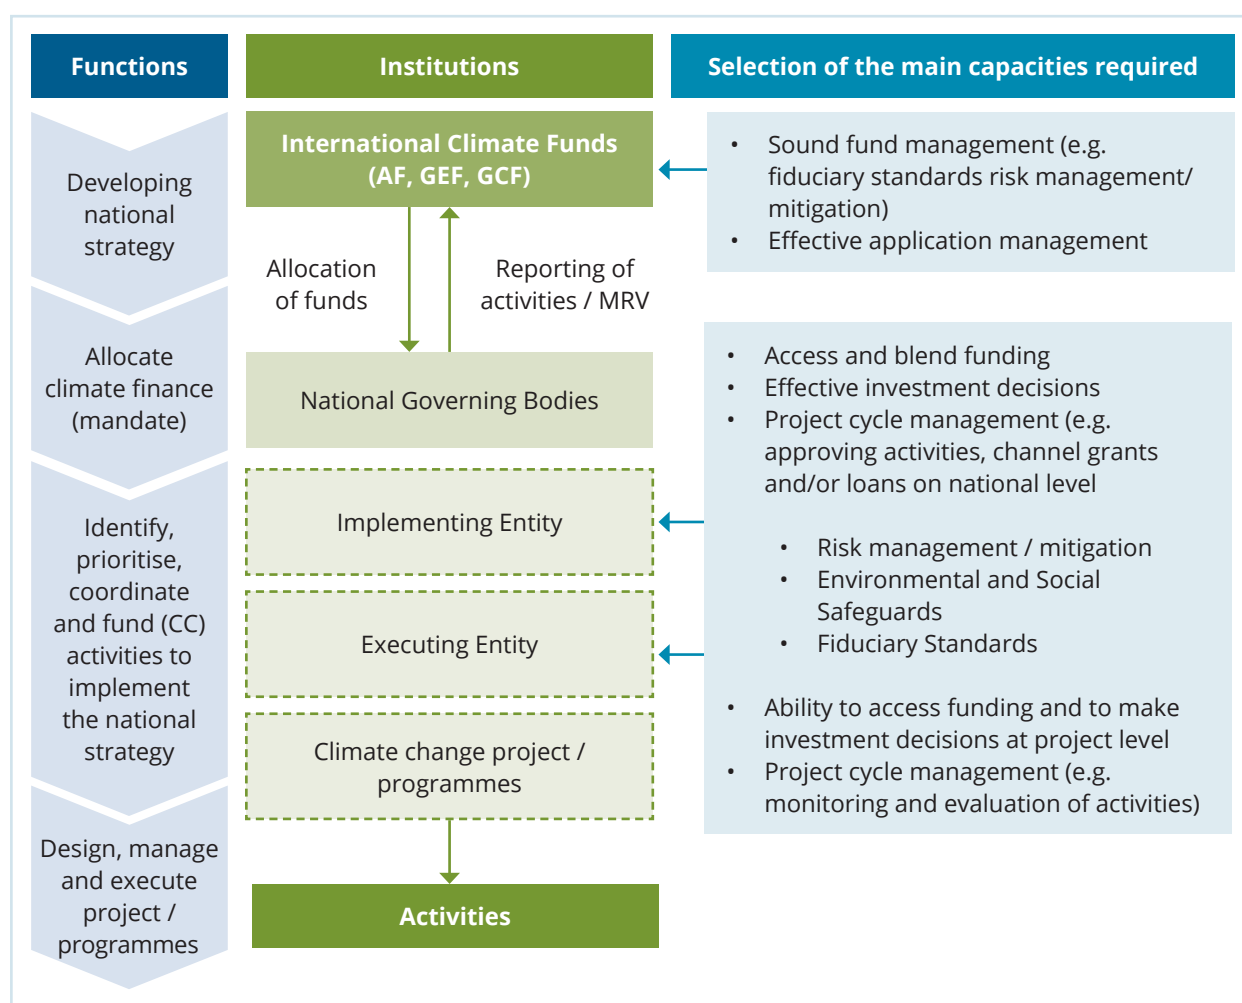 Functions
Institutions
Selection of the main capacities required
Developing
national
strategy
Allocate
climate finance
(mandate)
Identify,
prioritise,
coordinate
and fund (CC)
activities to
implement
the national
strategy
Design, manage
and execute
project /
programmes
International Climate Funds
(AF, GEF, GCF)
Allocation
of funds
Reporting of
activities / MRV
National Governing Bodies
Implementing Entity
Executing Entity
Climate change project /
programmes
Activities
• Sound fund management (e.g.
fiduciary standards risk management/
mitigation)
• Effective application management
• Access and blend funding
• Effective investment decisions
• Project cycle management (e.g.
approving activities, channel grants
and/or loans on national level
• Risk management / mitigation
• Environmental and Social
Safeguards
• Fiduciary Standards
• Ability to access funding and to make
investment decisions at project level
• Project cycle management (e.g.
monitoring and evaluation of activities)